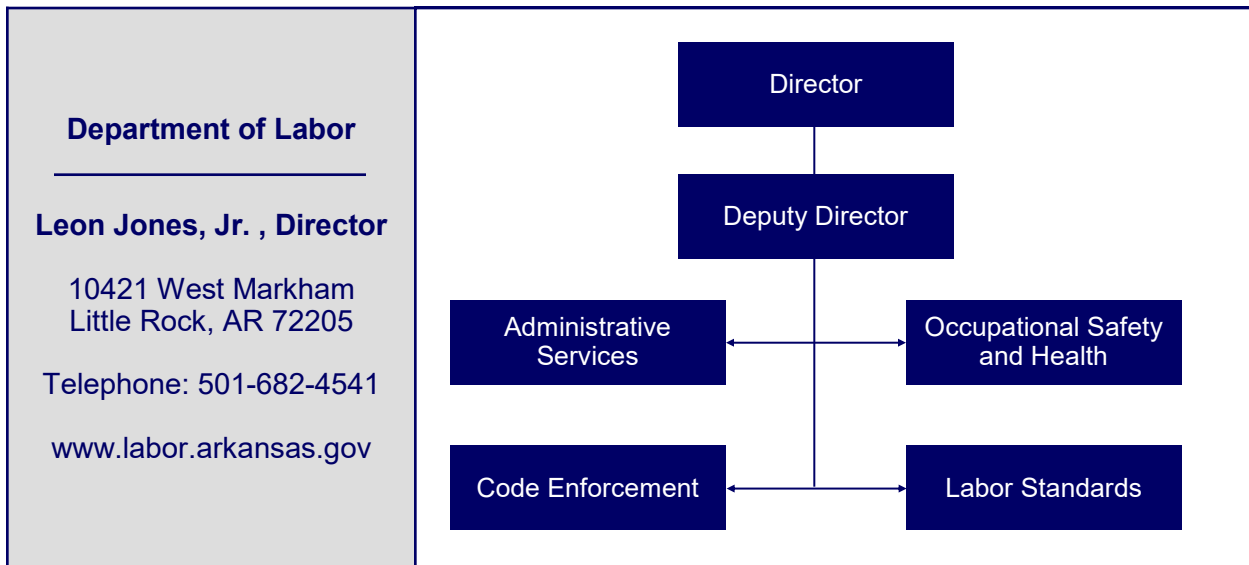 Department of Labor
Leon Jones, Jr. , Director
10421 West Markham
Little Rock, AR 72205
Telephone: 501-682-4541
www.labor.arkansas.gov
Director
Deputy Director
Administrative
Services
Occupational Safety
and Health
Code Enforcement
Labor Standards